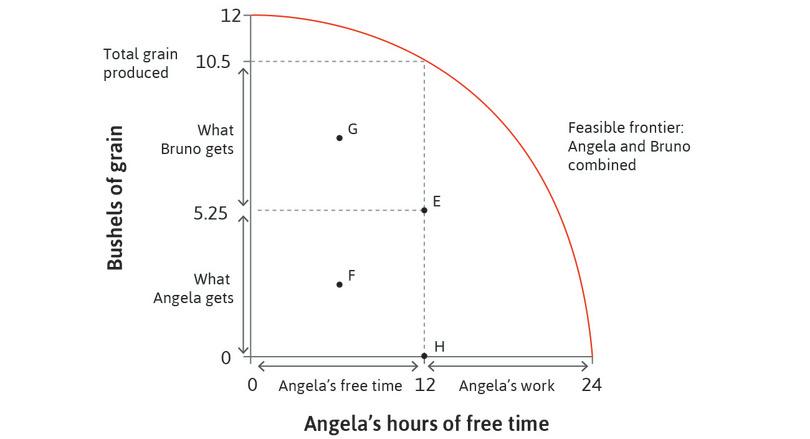 12
Total grain
produced
10.5
G
What
Bruno gets
Feasible frontier:
Angela and Bruno
combined
Bushels of grain
E
5.25
F
What
Angela gets
H
0
0
Angela's free time
12
Angela's work
24
Angela's hours of free time